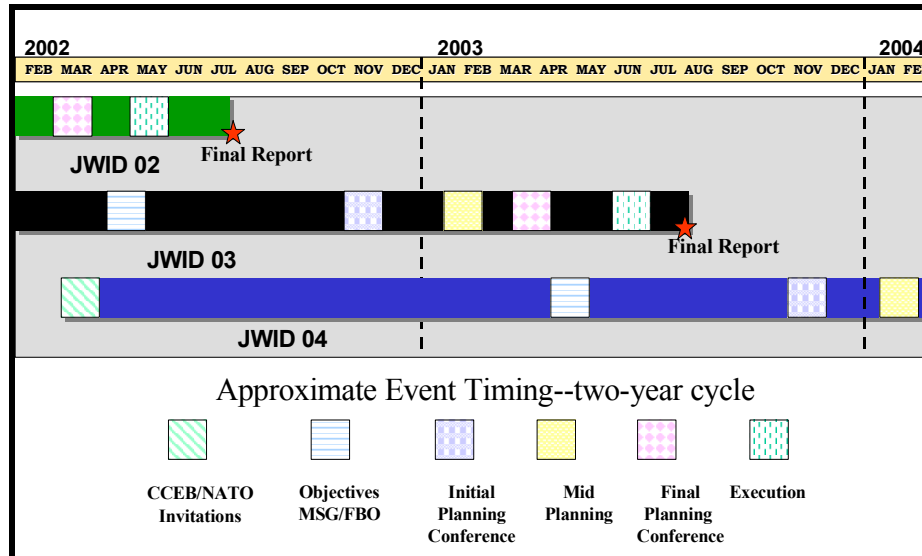 2002 2003 2004
FEB MAR APR MAY JUN JUL AUG SEP OCT NOV DEC JAN FEB MAR APR MAY JUN JUL AUG SEP OCT NOV DEC JAN FE
Final Report
JWID 02
Final Report
JWID 03
JWID 04
Approximate Event Timing--two-year cycle
CCEB/NATO
Invitations
Objectives
MSG/FBO
Initial
Planning
Conference
Mid
Planning
Final
Planning
Conference
Execution